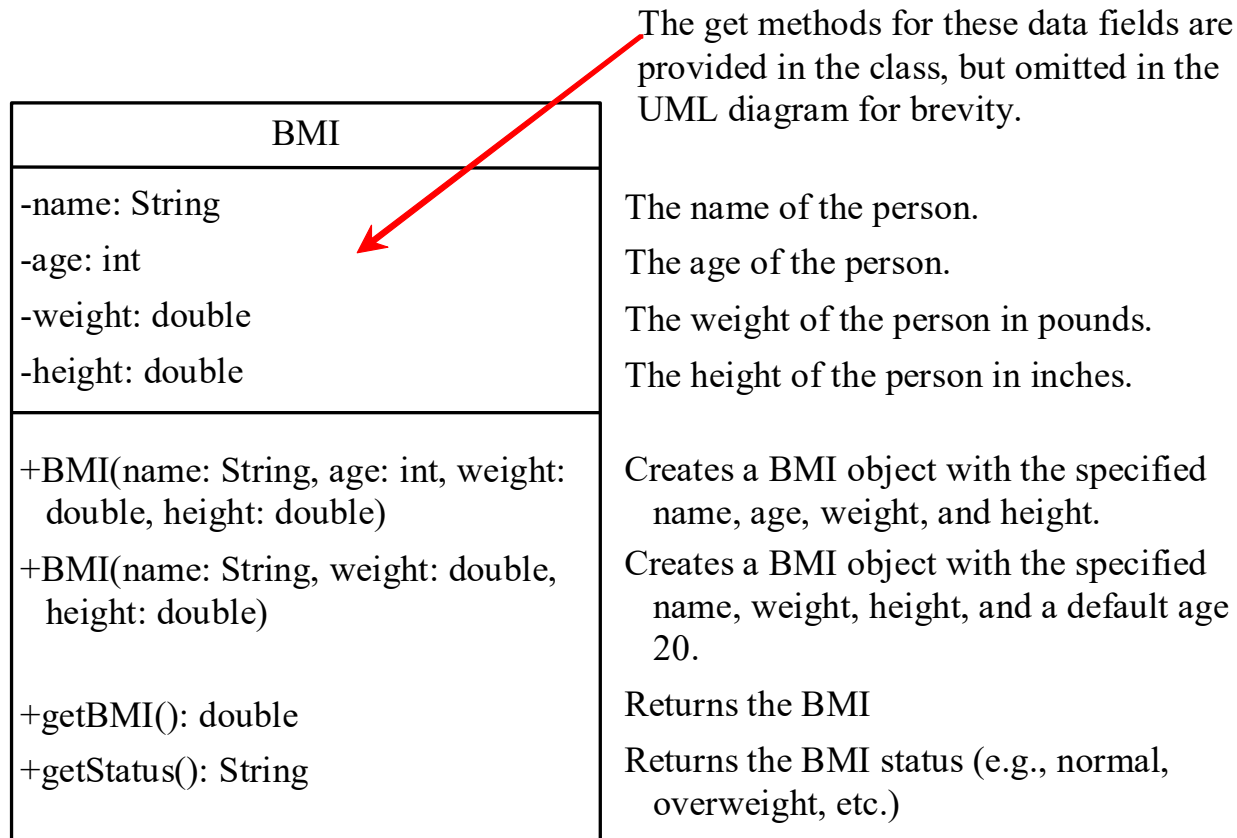 The get methods for these data fields are
provided in the class, but omitted in the
UML diagram for brevity.
BMI
-name: String
The name of the person.
-age: int
The age of the person.
-weight: double
The weight of the person in pounds.
-height: double
The height of the person in inches.
+BMI(name: String, age: int, weight:
double, height: double)
Creates a BMI object with the specified
name, age, weight, and height.
+BMI(name: String, weight: double,
height: double)
Creates a BMI object with the specified
name, weight, height, and a default age
20.
+getBMI(): double
Returns the BMI
+getStatus(): String
Returns the BMI status (e.g., normal,
overweight, etc.)